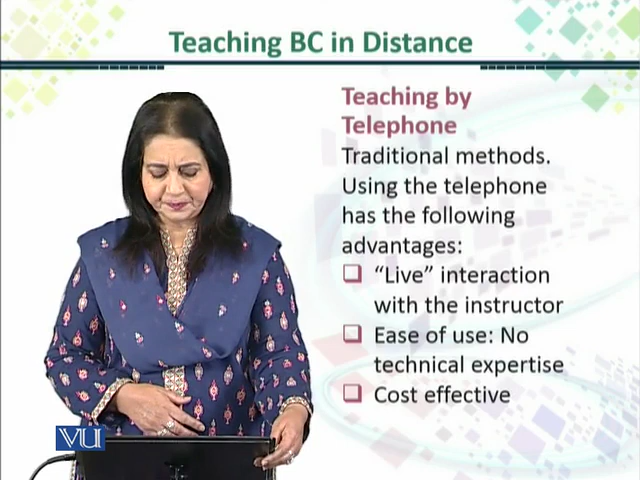 Teaching BC in Distance
Teaching by
Telephone
Traditional methods.
Using the telephone
has the following
advantages:
“Live” interaction
with the instructor
Ease of use: No
technical expertise
Cost effective
VU